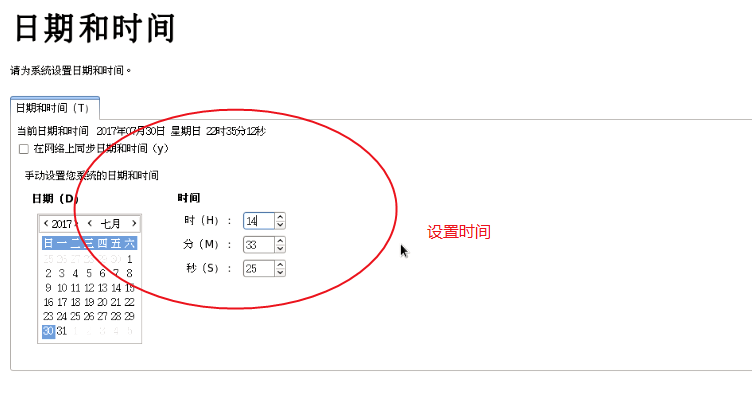 日期和时间
请为系统设置日期和时间。
日期和时间（T）
当前日期和时间 2017年07月30日 星期日 22时35分12秒
在网络上同步日期和时间（y）
手动设置您系统的日期和时间
日期（D）
时间
2017
七月
时（H）： 14
分（M）： 33
秒（S）： 25
设置时间
日 一 二 三 四 五 六
25 26 27 28 29 30 1
2 3 4 5 6 7 8
9 10 11 12 13 14 15
16 17 18 19 20 21 22
23 24 25 26 27 28 29
30 31 1 2 3 4 5